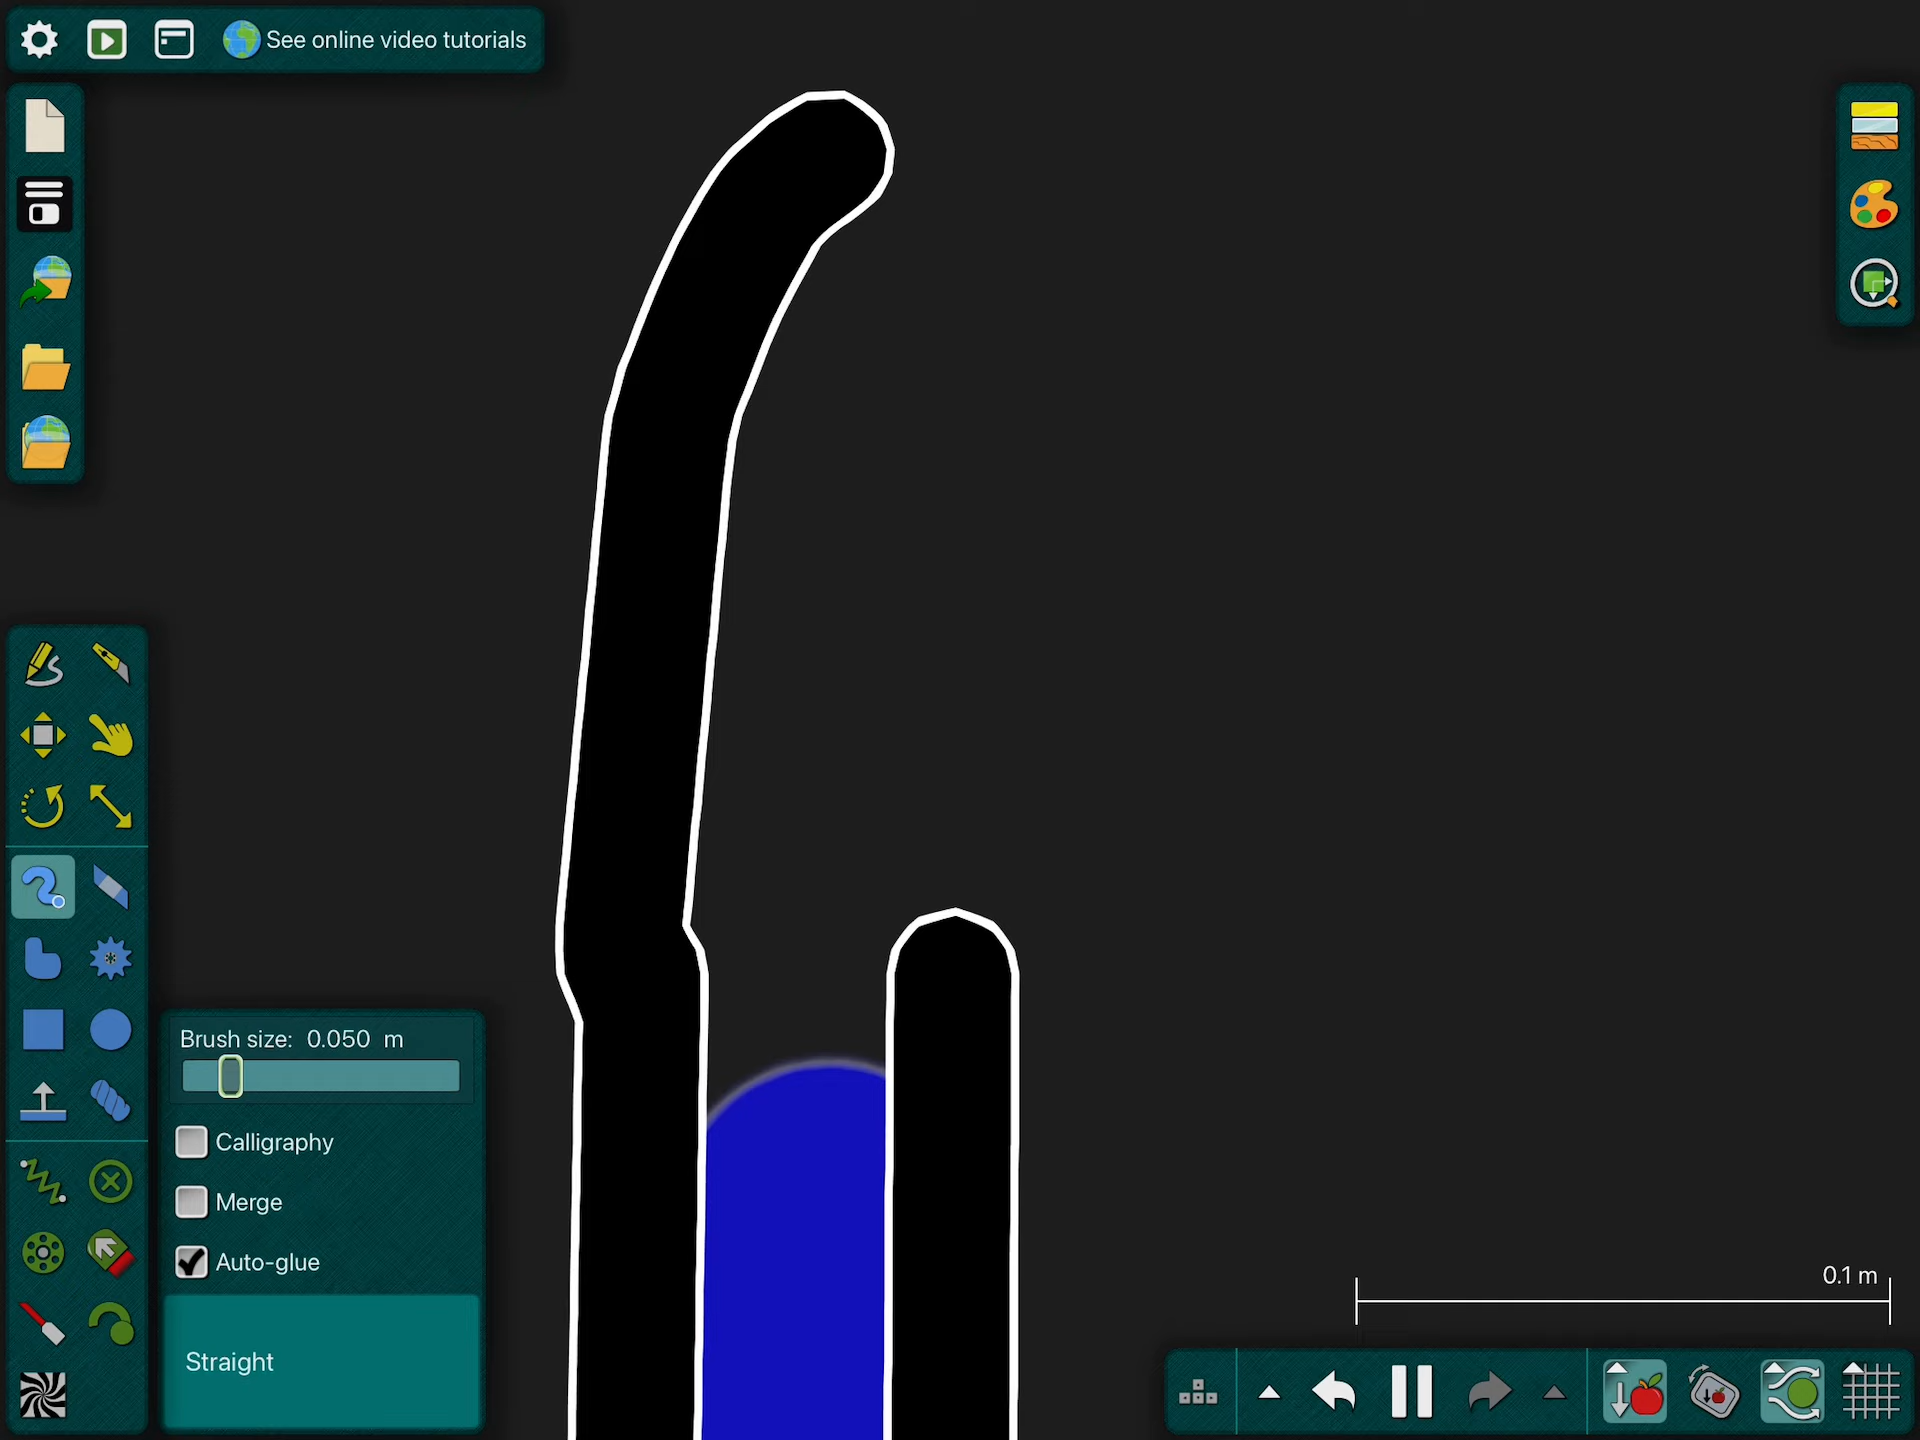 See online video tutorials
Brush size: 0.050 m
Calligraphy
Merge
Auto-glue
Straight
0.1 m